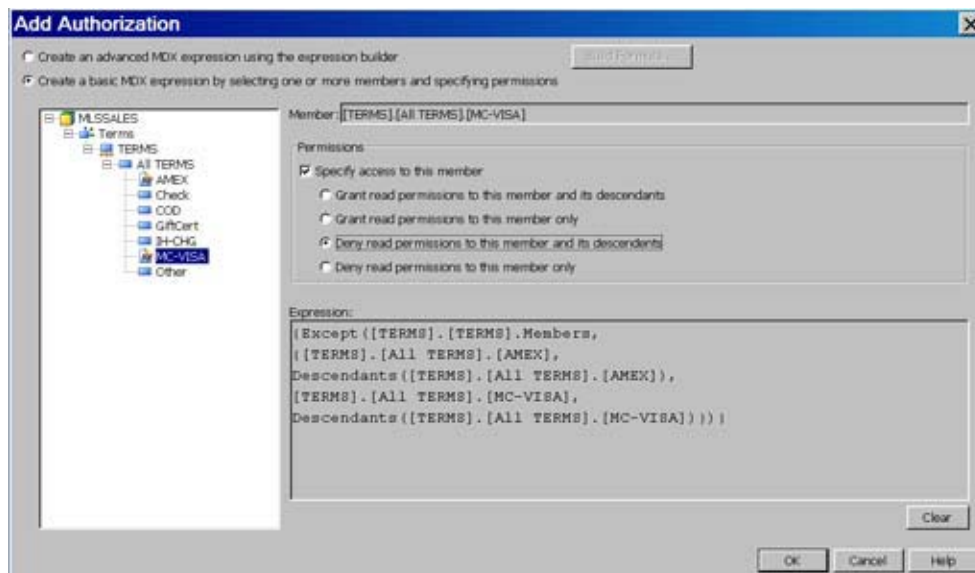 Add Authorization
Create an advanced MDX expression using the expression builder
Build Formula...
Create a basic MDX expression by selecting one or more members and specifying permissions
MLSSALES
Terms
TERMS
All TERMS
AMEX
Check
COD
GiftCert
IH-CHG
MC-VISA
Other
Member: [TERMS].[All TERMS].[MC-VISA]
Permissions
Specify access to this member
Grant read permissions to this member and its descendants
Grant read permissions to this member only
Deny read permissions to this member and its descendents
Deny read permissions to this member only
Expression:
{Except([TERMS].[TERMS].Members,
{[TERMS].[All TERMS].[AMEX],
Descendants([TERMS].[All TERMS].[AMEX]),
[TERMS].[All TERMS].[MC-VISA],
Descendants([TERMS].[All TERMS].[MC-VISA])})}
Clear
OK
Cancel
Help